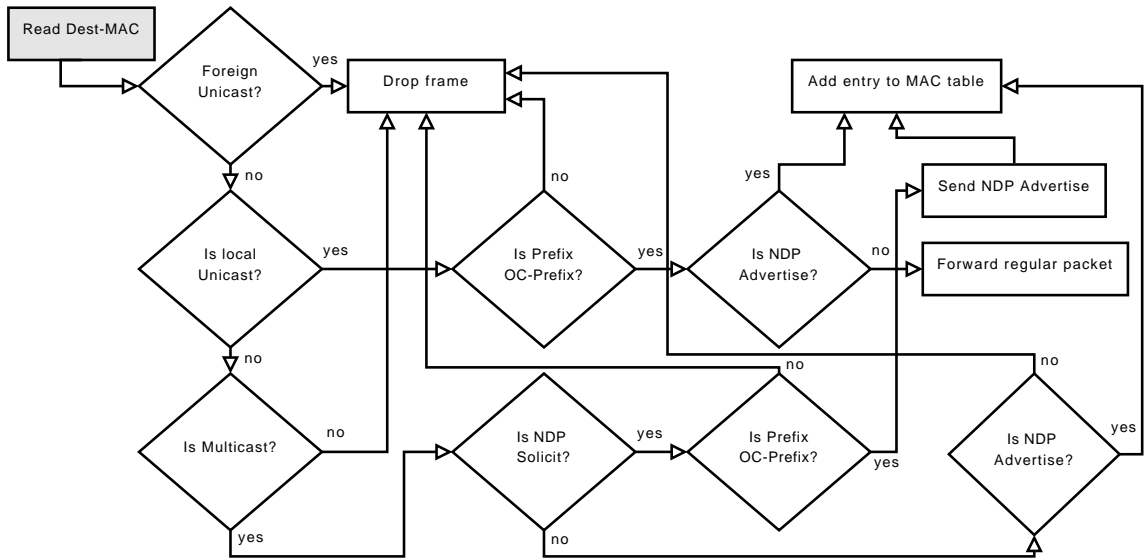 Read Dest-MAC
Foreign
Unicast?
yes
Drop frame
Add entry to MAC table
no
no
yes
Send NDP Advertise
Is local
Unicast?
yes
Is Prefix
OC-Prefix?
yes
Is NDP
Advertise?
no
Forward regular packet
no
no
no
Is Multicast?
no
Is NDP
Solicit?
yes
Is Prefix
OC-Prefix?
yes
Is NDP
Advertise?
yes
yes
no